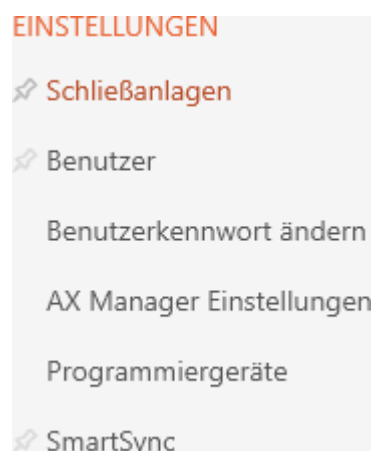 EINSTELLUNGEN
Schließanlagen
Benutzer
Benutzerkennwort ändern
AX Manager Einstellungen
Programmiergeräte
SmartSync